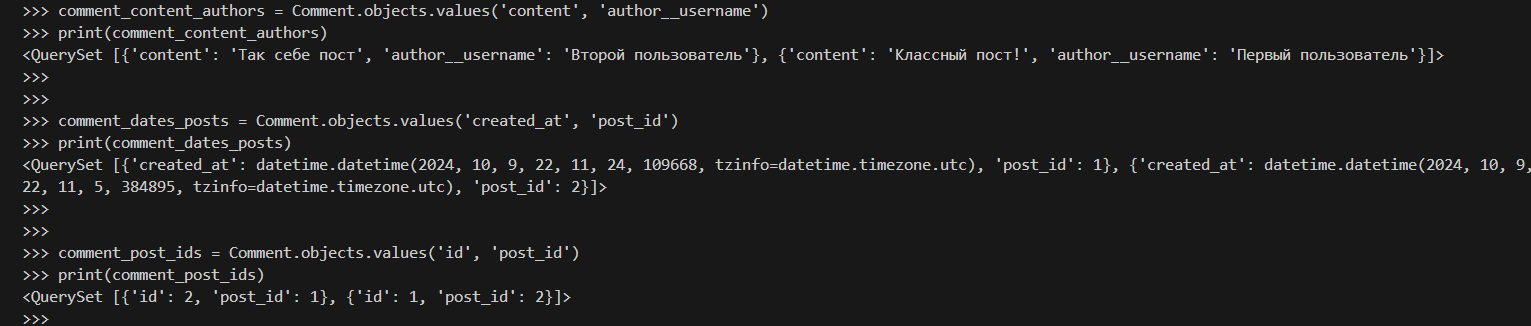 >>> comment_content_authors = Comment.objects.values('content', 'author__username')
>>> print(comment_content_authors)
<QuerySet [{'content': 'Так себе пост', 'author__username': 'Второй пользователь'}, {'content': 'Классный пост!', 'author__username': 'Первый пользователь'}]>
>>>
>>>
>>> comment_dates_posts = Comment.objects.values('created_at', 'post_id')
>>> print(comment_dates_posts)
<QuerySet [{'created_at': datetime.datetime(2024, 10, 9, 22, 11, 24, 109668, tzinfo=datetime.timezone.utc), 'post_id': 1}, {'created_at': datetime.datetime(2024, 10, 9,
22, 11, 5, 384895, tzinfo=datetime.timezone.utc), 'post_id': 2}]>
>>>
>>>
>>> comment_post_ids = Comment.objects.values('id', 'post_id')
>>> print(comment_post_ids)
<QuerySet [{'id': 2, 'post_id': 1}, {'id': 1, 'post_id': 2}]>
>>>